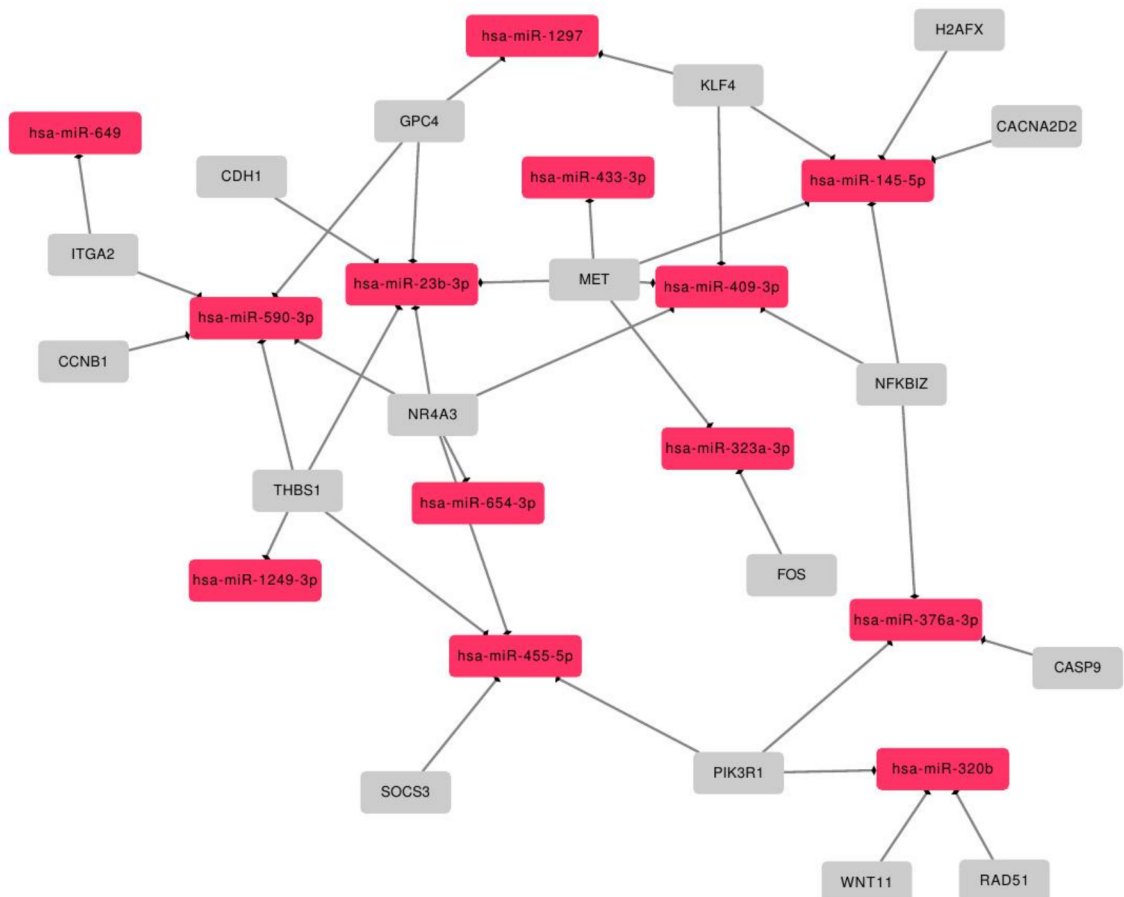 hsa-miR-1297
H2AFX
KLF4
GPC4
hsa-miR-649
CACNA2D2
CDH1
hsa-miR-433-3p
hsa-miR-145-5p
ITGA2
MET
hsa-miR-23b-3p
hsa-miR-409-3p
hsa-miR-590-3p
CCNB1
NFKBIZ
NR4A3
hsa-miR-323a-3p
THBS1
hsa-miR-654-3p
FOS
hsa-miR-1249-3p
hsa-miR-376a-3p
hsa-miR-455-5p
CASP9
PIK3R1
hsa-miR-320b
SOCS3
WNT11
RAD51